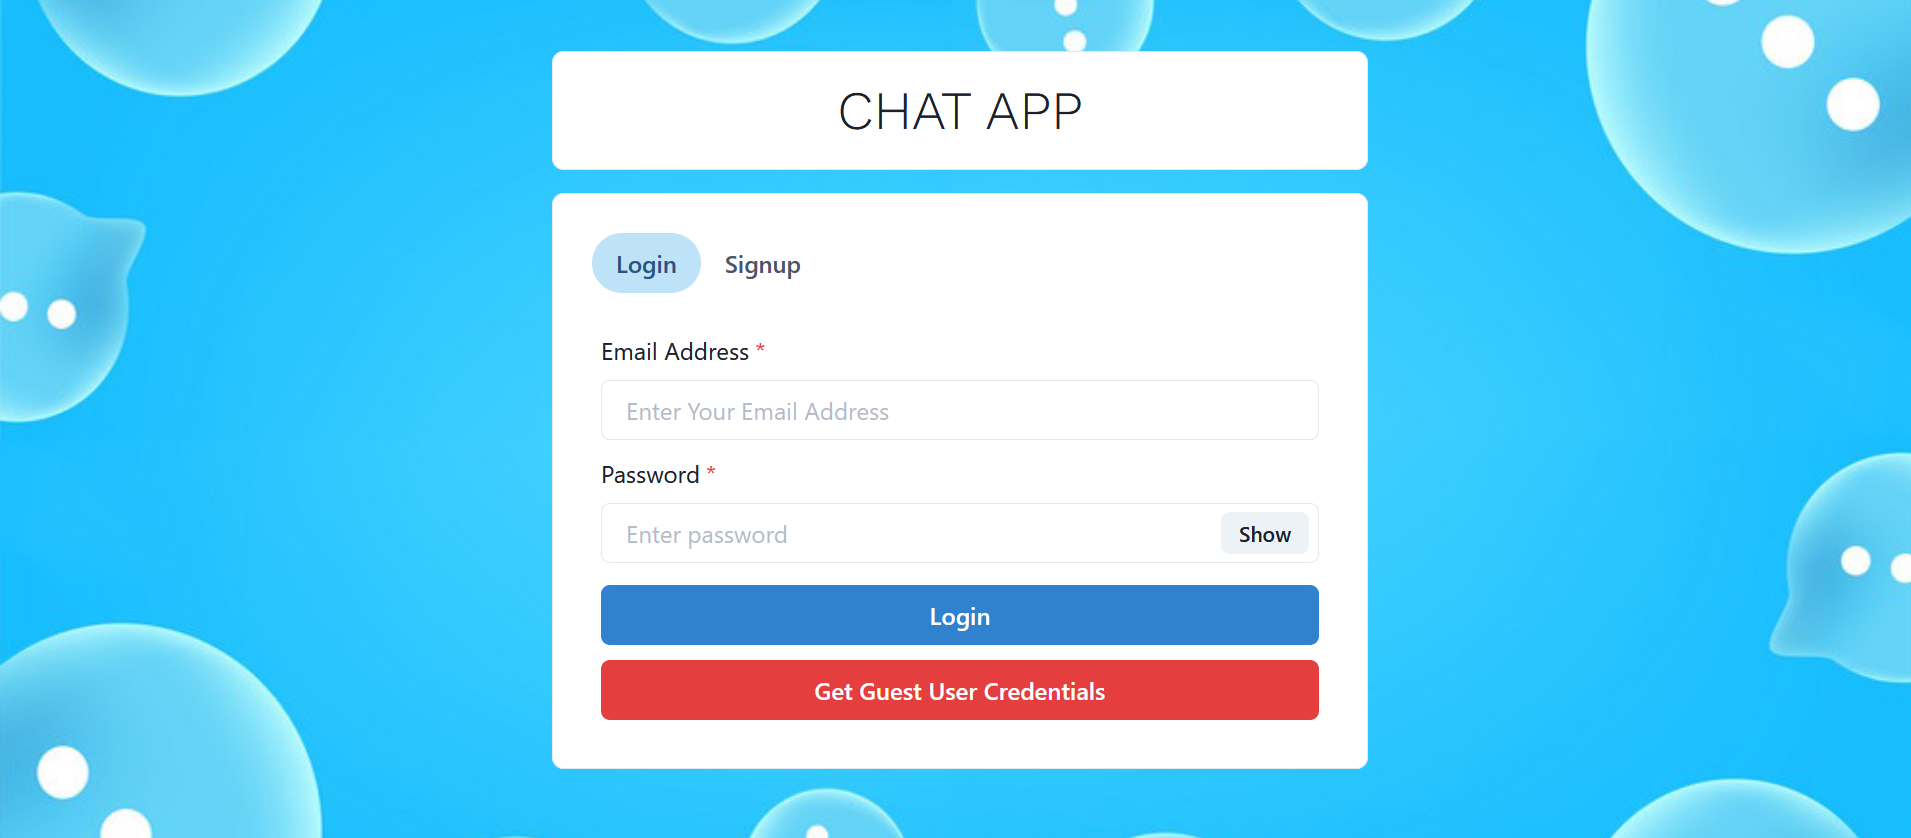 CHAT APP
Login Signup
Email Address *
Enter Your Email Address
Password *
Enter password Show
Login
Get Guest User Credentials